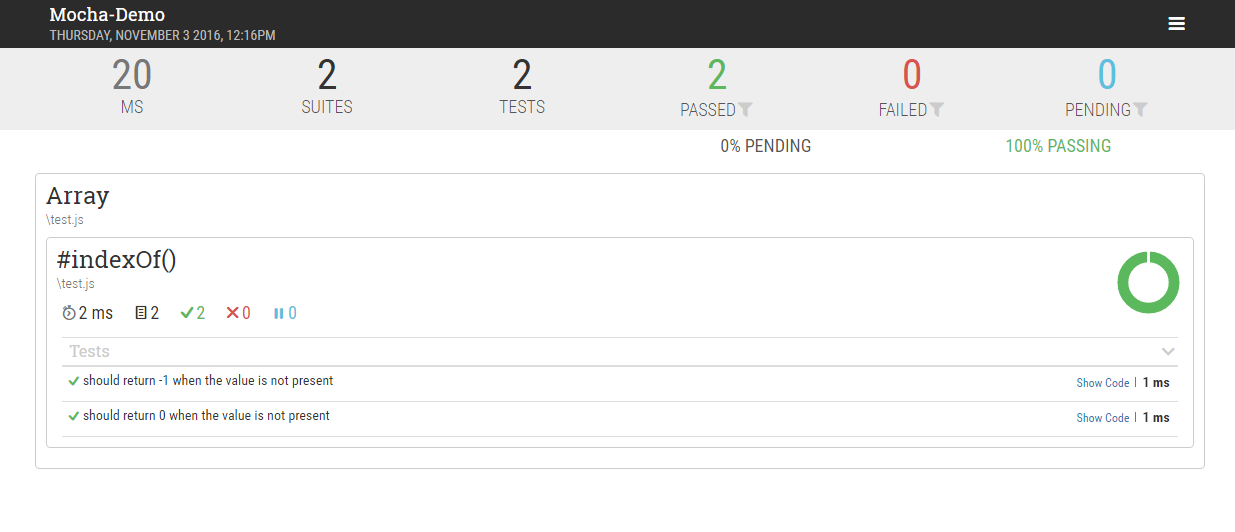 Mocha-Demo
THURSDAY, NOVEMBER 3 2016, 12:16PM
20 2 2 2 0 0
MS SUITES TESTS PASSED FAILED PENDING
0% PENDING 100% PASSING
Array
\test.js
#indexOf()
\test.js
2 ms 2 2 0 0
Tests
should return -1 when the value is not present Show Code | 1 ms
should return 0 when the value is not present Show Code | 1 ms